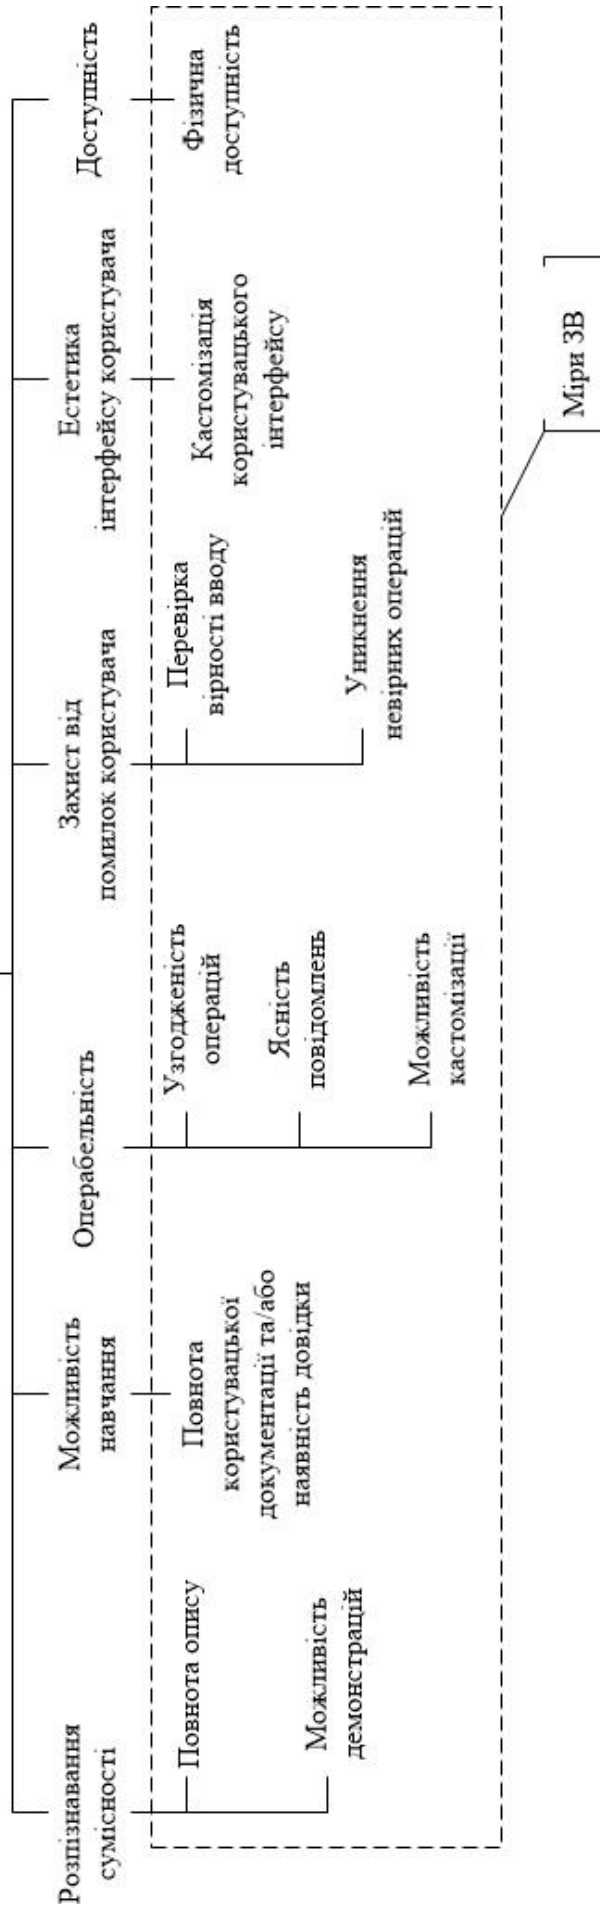 Розпізнавання
сумісності
Повнота опису
Можливість
демонстрацій
Можливість
навчання
Повнота
користувацької
документації та/або
наявність довідки
Операбельність
Узгодженість
операцій
Ясність
повідомлень
Можливість
кастомізації
Захист від
помилок користувача
Перевірка
вірності вводу
Уникнення
невірних операцій
Естетика
інтерфейсу користувача
Кастомізація
користувацького
інтерфейсу
Доступність
Фізична
доступність
Міри ЗВ